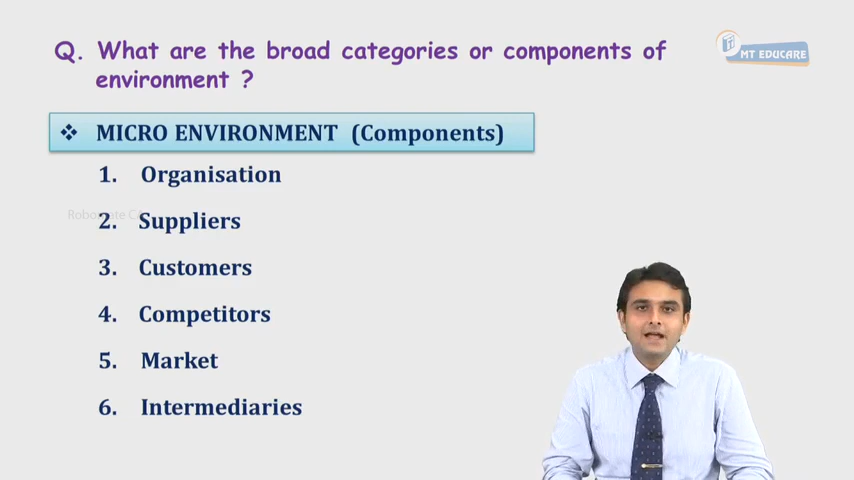 Q. What are the broad categories or components of
environment ?
MT EDUCARE
❖ MICRO ENVIRONMENT (Components)
1. Organisation
2. Suppliers
3. Customers
4. Competitors
5. Market
6. Intermediaries